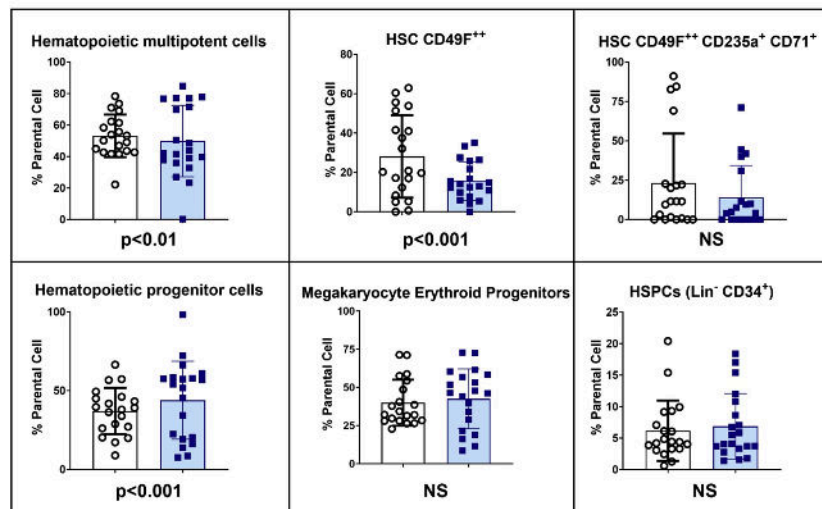 Hematopoietic multipotent cells
% Parental Cell
100
80
60
40
20
0
p<0.01
HSC CD49F⁺⁺
% Parental Cell
80
60
40
20
0
p<0.001
HSC CD49F⁺⁺ CD235a⁺ CD71⁺
% Parental Cell
100
75
50
25
0
NS
Hematopoietic progenitor cells
% Parental Cell
100
50
0
p<0.001
Megakaryocyte Erythroid Progenitors
% Parental Cell
100
75
50
25
0
NS
HSPCs (Lin⁻ CD34⁺)
% Parental Cell
25
20
15
10
5
0
NS